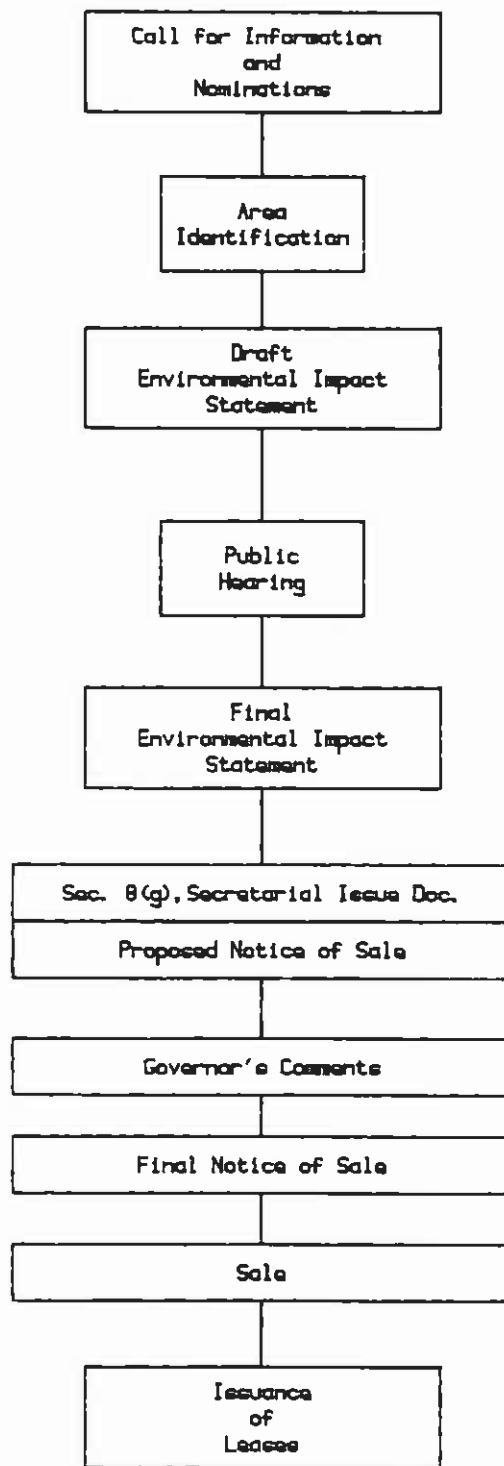 Call for Information
and
Nominations
Area
Identification
Draft
Environmental Impact
Statement
Public
Hearing
Final
Environmental Impact
Statement
Sec. 8(g), Secretarial Issue Doc.
Proposed Notice of Sale
Governor's Comments
Final Notice of Sale
Sale
Issuance
of
Leases